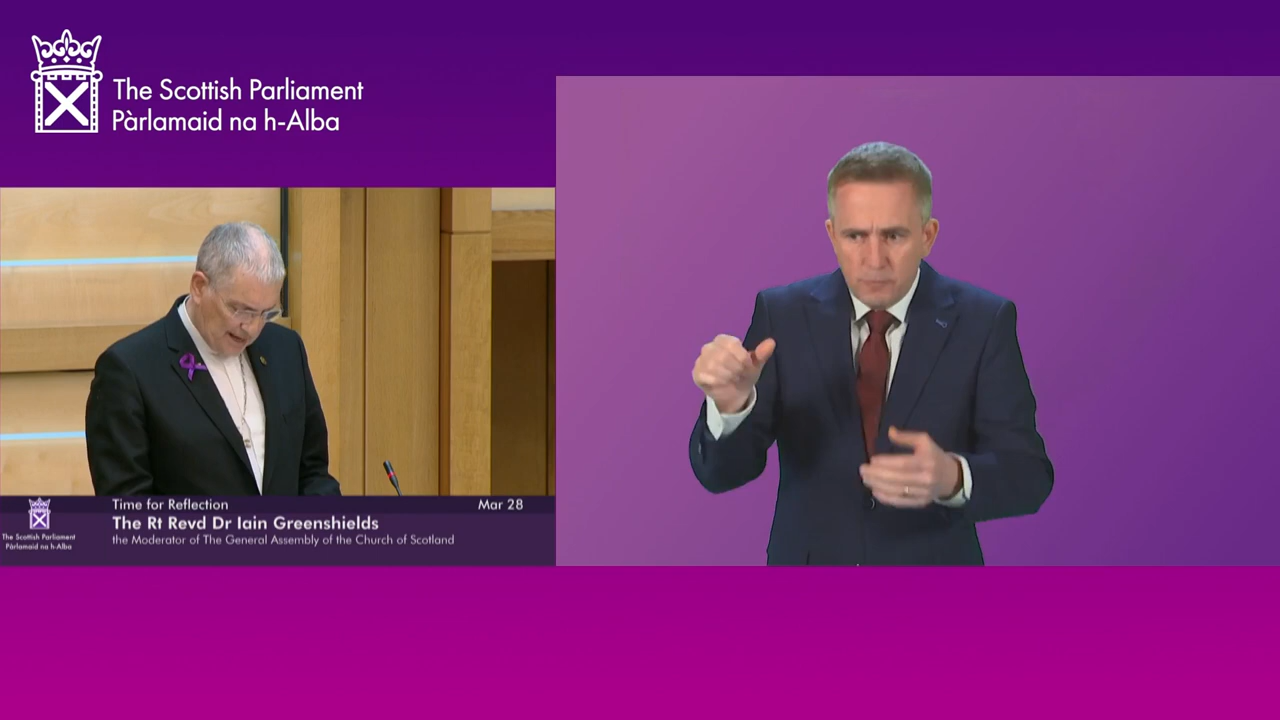 The Scottish Parliament
Pàrlamaid na h-Alba
Time for Reflection
Mar 28
The Rt Revd Dr Iain Greenshields
the Moderator of The General Assembly of the Church of Scotland
The Scottish Parliament
Pàrlamaid na h-Alba